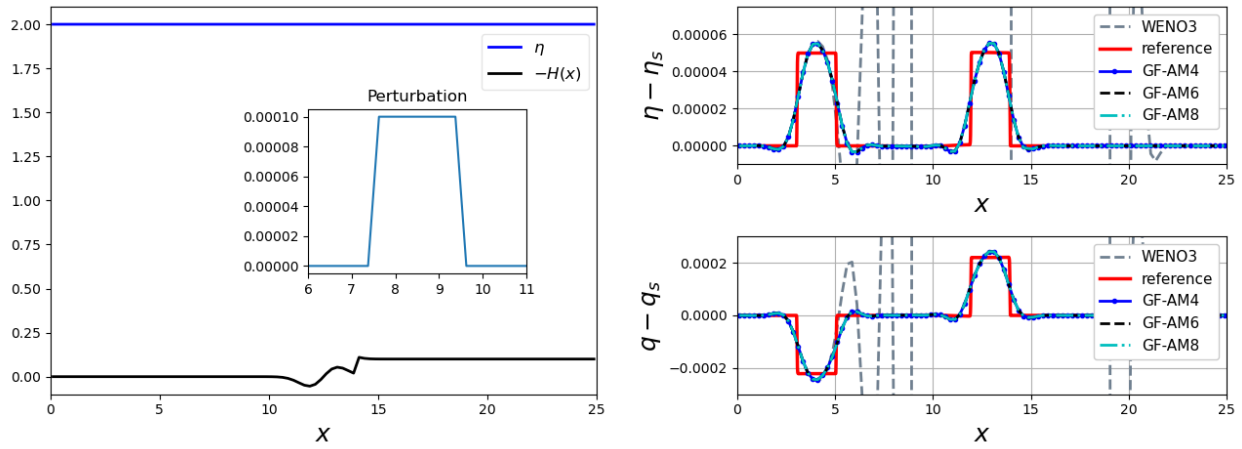 2.00
1.75
1.50
1.25
1.00
0.75
0.50
0.25
0.00
0 5 10 15 20 25
x
η
−H(x)
Perturbation
0.00010
0.00008
0.00006
0.00004
0.00002
0.00000
6 7 8 9 10 11
η − ηs
0.00006
0.00004
0.00002
0.00000
0 5 10 15 20 25
x
WENO3
reference
GF-AM4
GF-AM6
GF-AM8
q − qs
0.0002
0.0000
−0.0002
0 5 10 15 20 25
x
WENO3
reference
GF-AM4
GF-AM6
GF-AM8